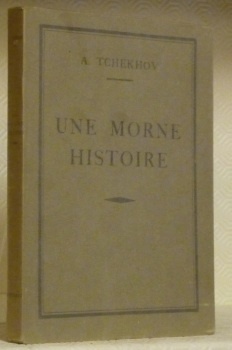 A. TCHEKHOV
UNE MORNE
HISTOIRE